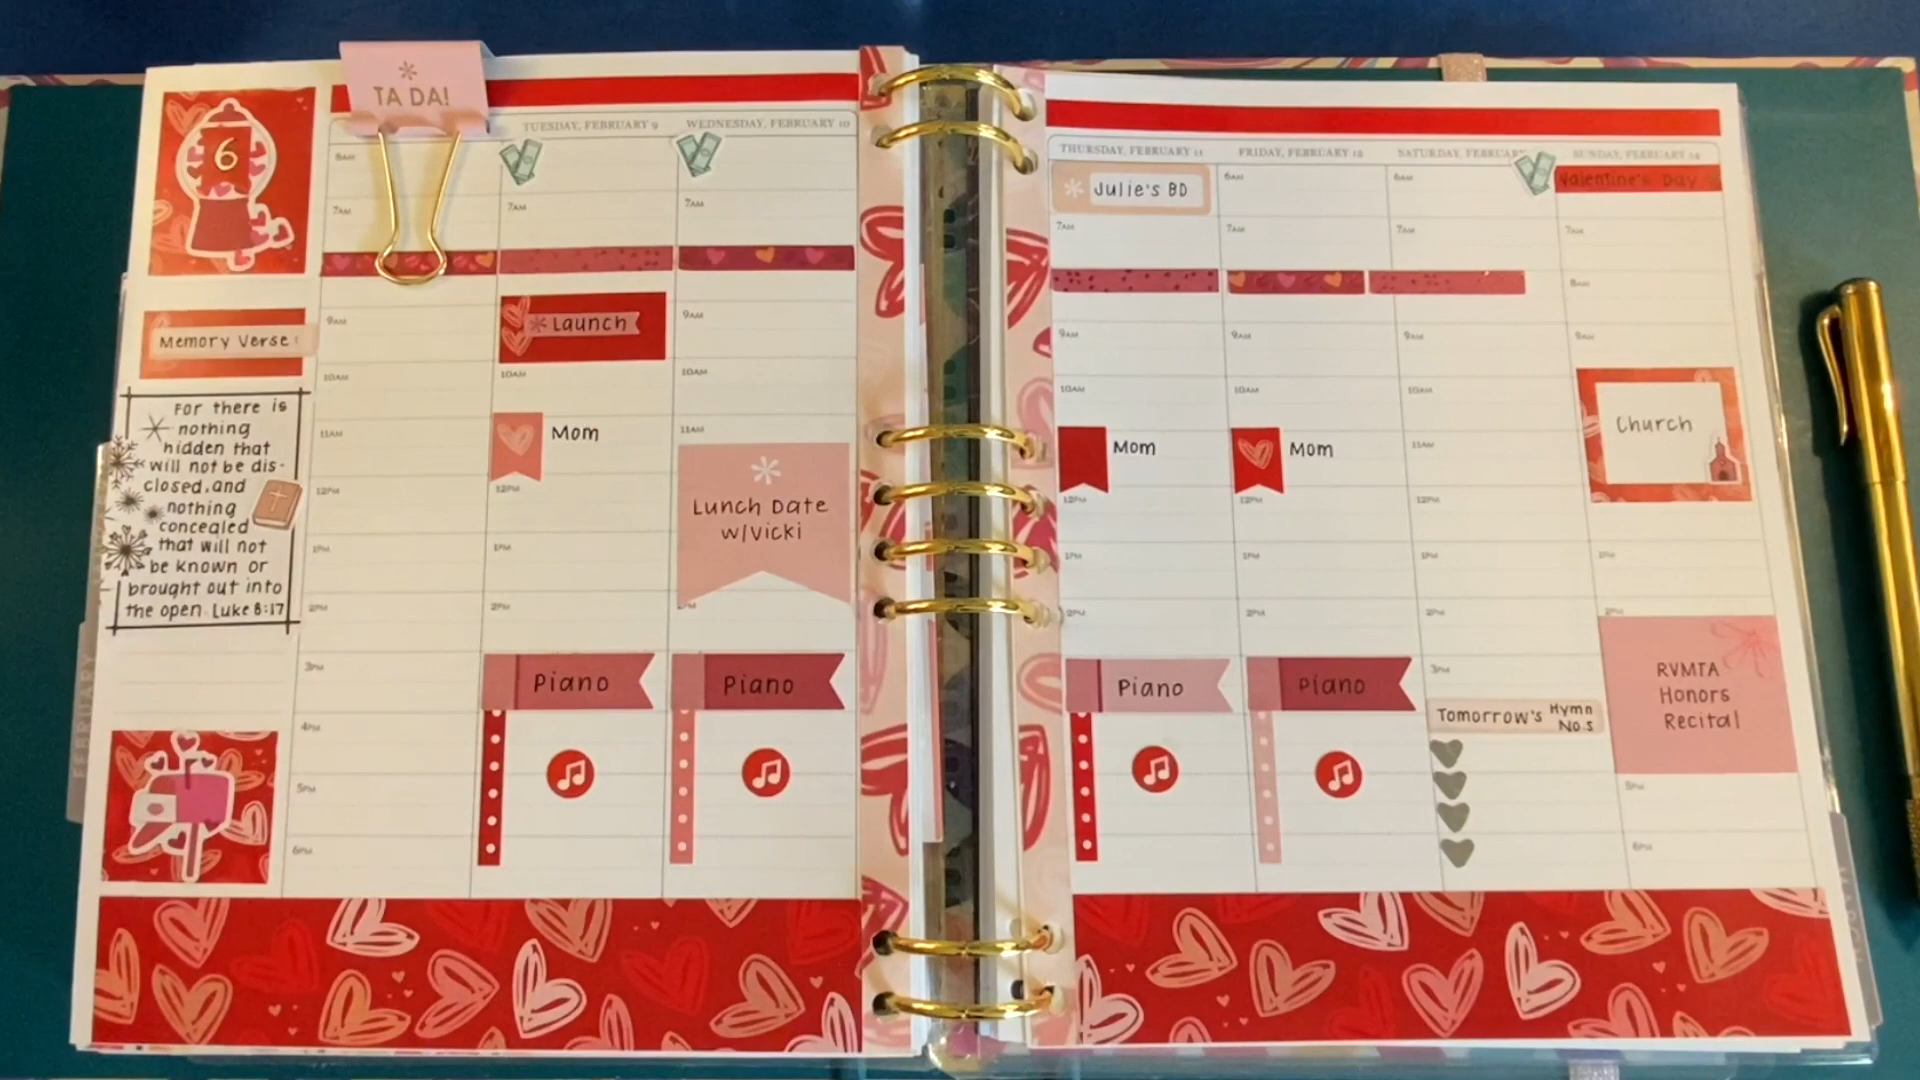 TA DA!
6
TUESDAY, FEBRUARY 9
WEDNESDAY, FEBRUARY 10
THURSDAY, FEBRUARY 11
FRIDAY, FEBRUARY 12
SATURDAY, FEBRUARY
SUNDAY, FEBRUARY 14
Memory Verse:
For there is
nothing
hidden that
will not be dis-
closed, and
nothing
concealed
that will not
be known or
brought out into
the open. Luke 8:17
FEBRUARY
6AM
7AM
9AM
10AM
11AM
12PM
1PM
2PM
3PM
4PM
5PM
6PM
7AM
Launch
10AM
Mom
12PM
1PM
2PM
Piano
7AM
9AM
10AM
11AM
Lunch Date
w/Vicki
Piano
Julie's BD
7AM
9AM
10AM
Mom
12PM
1PM
2PM
Piano
6AM
7AM
9AM
10AM
Mom
12PM
1PM
2PM
Piano
6AM
7AM
9AM
10AM
11AM
12PM
1PM
2PM
3PM
Tomorrow's Hymn
No.s
Valentine's Day
7AM
8AM
9AM
Church
1PM
2PM
RVMTA
Honors
Recital
5PM
6PM